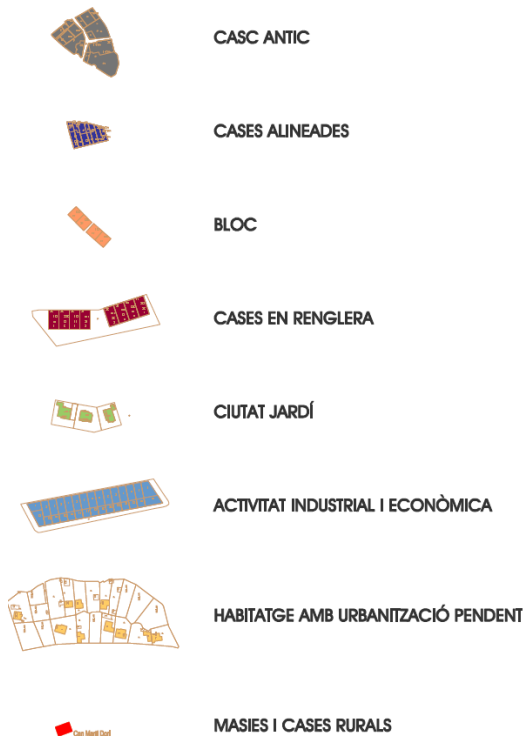 CASC ANTIC
CASES ALINEADES
BLOC
CASES EN RENGLERA
CIUTAT JARDÍ
ACTIVITAT INDUSTRIAL I ECONÒMICA
HABITATGE AMB URBANITZACIÓ PENDENT
MASIES I CASES RURALS